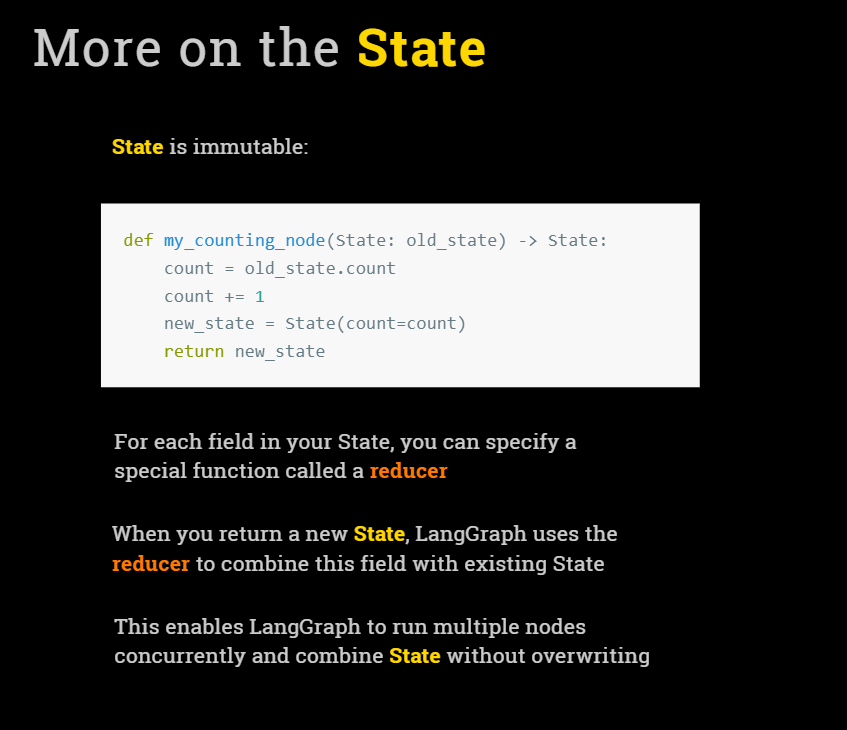 More on the State
State is immutable:
def my_counting_node(State: old_state) -> State:
    count = old_state.count
    count += 1
    new_state = State(count=count)
    return new_state
For each field in your State, you can specify a
special function called a reducer
When you return a new State, LangGraph uses the
reducer to combine this field with existing State
This enables LangGraph to run multiple nodes
concurrently and combine State without overwriting